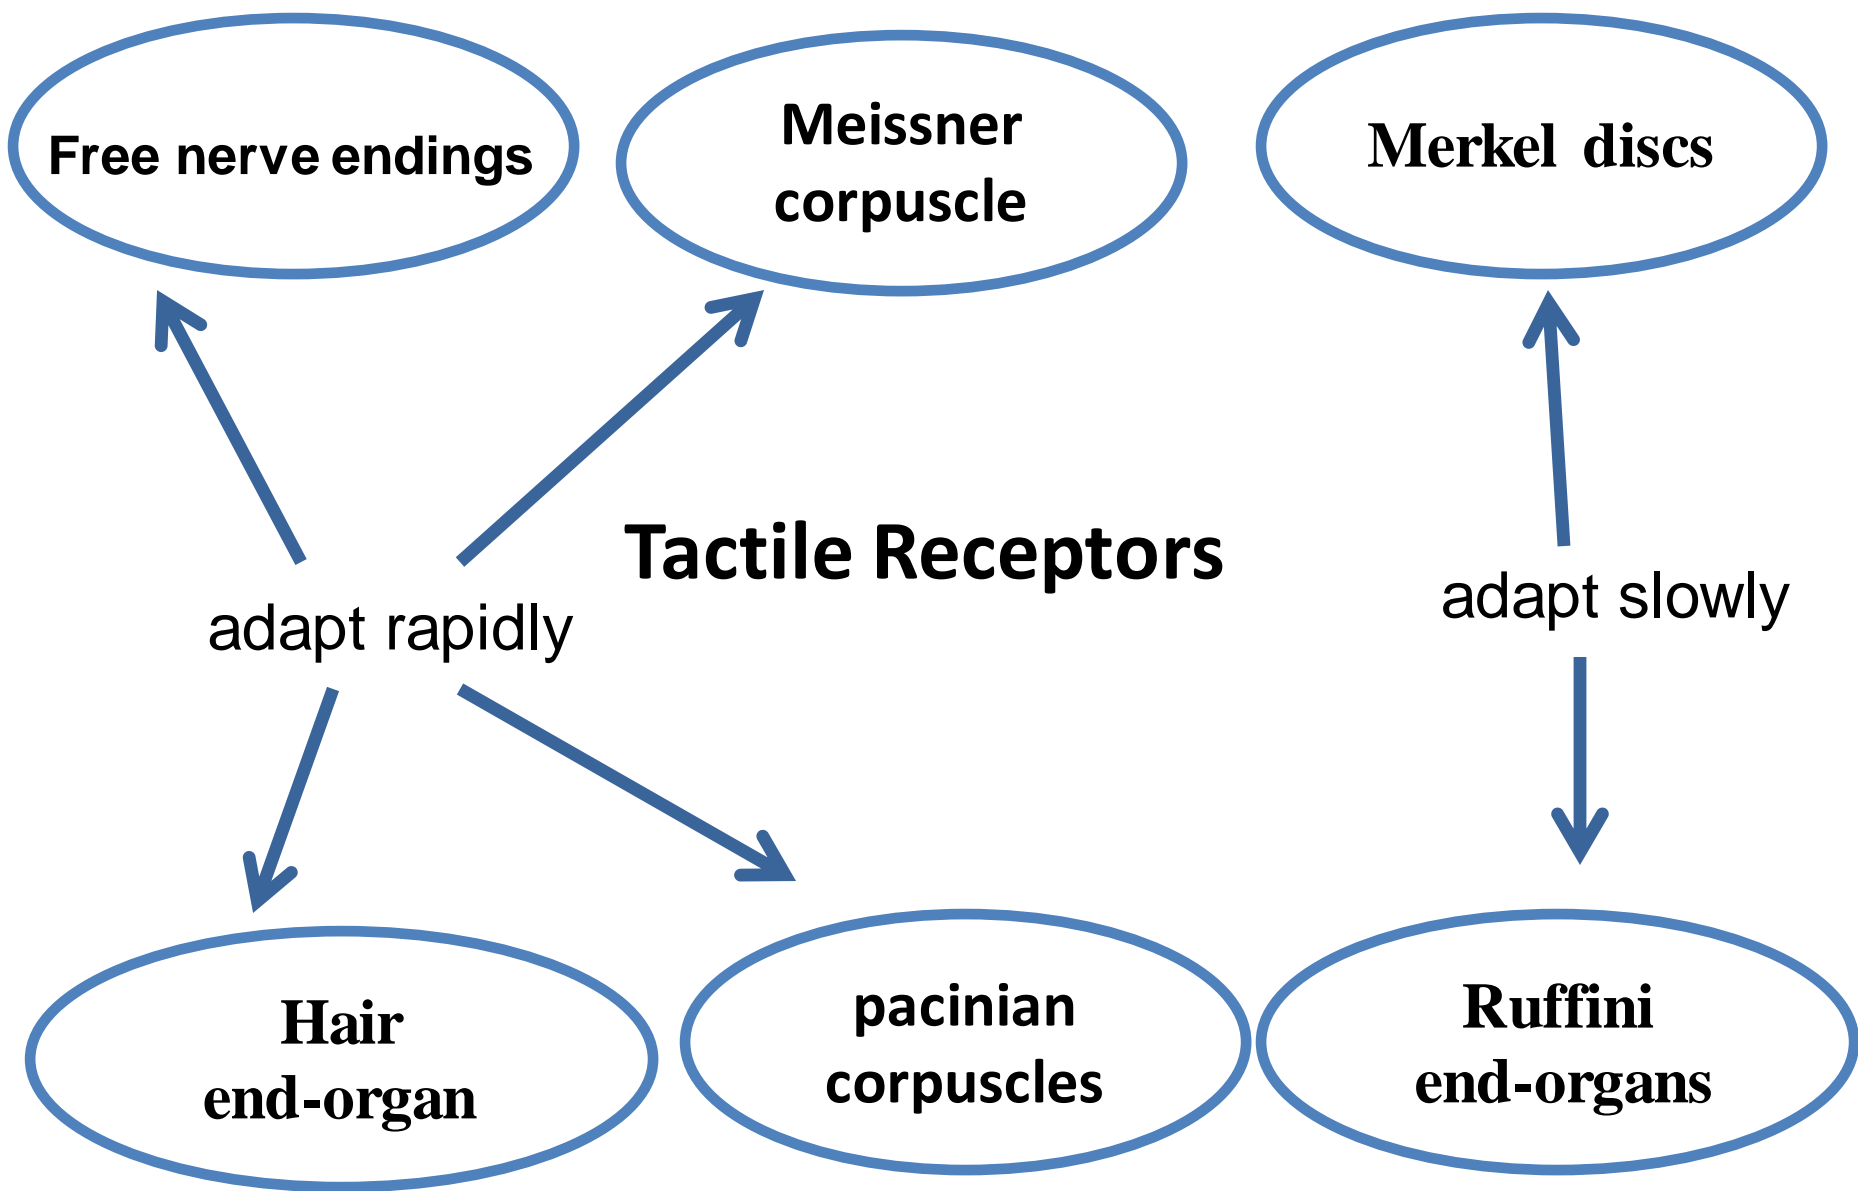 Free nerve endings
Meissner
corpuscle
Merkel discs
Tactile Receptors
adapt rapidly
adapt slowly
Hair
end-organ
pacinian
corpuscles
Ruffini
end-organs